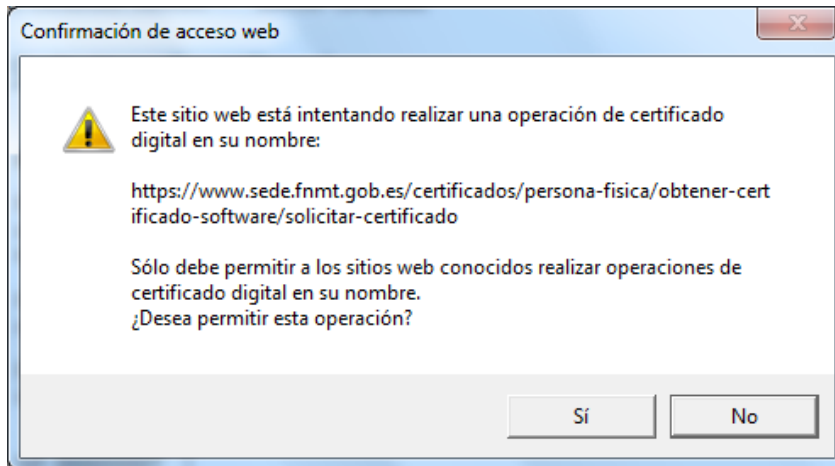 Confirmación de acceso web
Este sitio web está intentando realizar una operación de certificado
digital en su nombre:
https://www.sede.fnmt.gob.es/certificados/persona-fisica/obtener-cert
ificado-software/solicitar-certificado
Sólo debe permitir a los sitios web conocidos realizar operaciones de
certificado digital en su nombre.
¿Desea permitir esta operación?
Sí
No